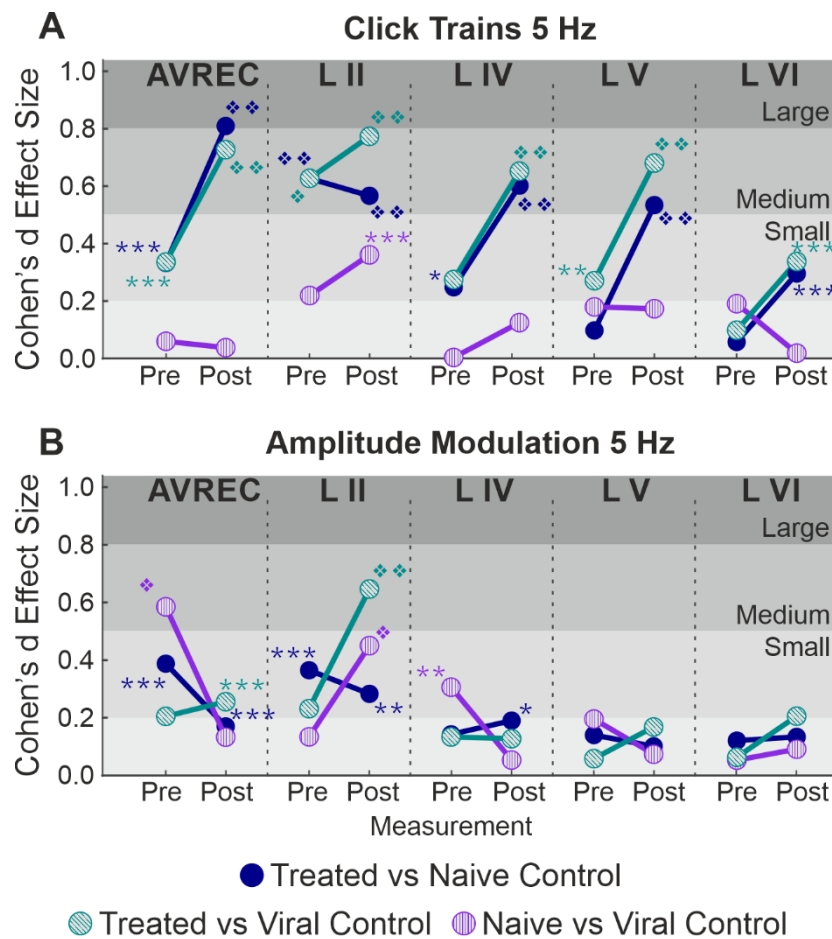 A Click Trains 5 Hz
Cohen's d Effect Size
1.0
0.8
0.6
0.4
0.2
0.0
AVREC L II L IV L V L VI
Large
Medium
Small
❖❖
❖❖
***
***
❖❖
❖❖
❖
❖❖
***
❖❖
❖❖
*
❖❖
❖❖
**
***
***
Pre Post Pre Post Pre Post Pre Post Pre Post
B Amplitude Modulation 5 Hz
Cohen's d Effect Size
1.0
0.8
0.6
0.4
0.2
0.0
AVREC L II L IV L V L VI
Large
Medium
Small
❖
***
***
***
❖❖
❖
***
**
**
*
Pre Post Pre Post Pre Post Pre Post Pre Post
Measurement
Treated vs Naive Control
Treated vs Viral Control Naive vs Viral Control